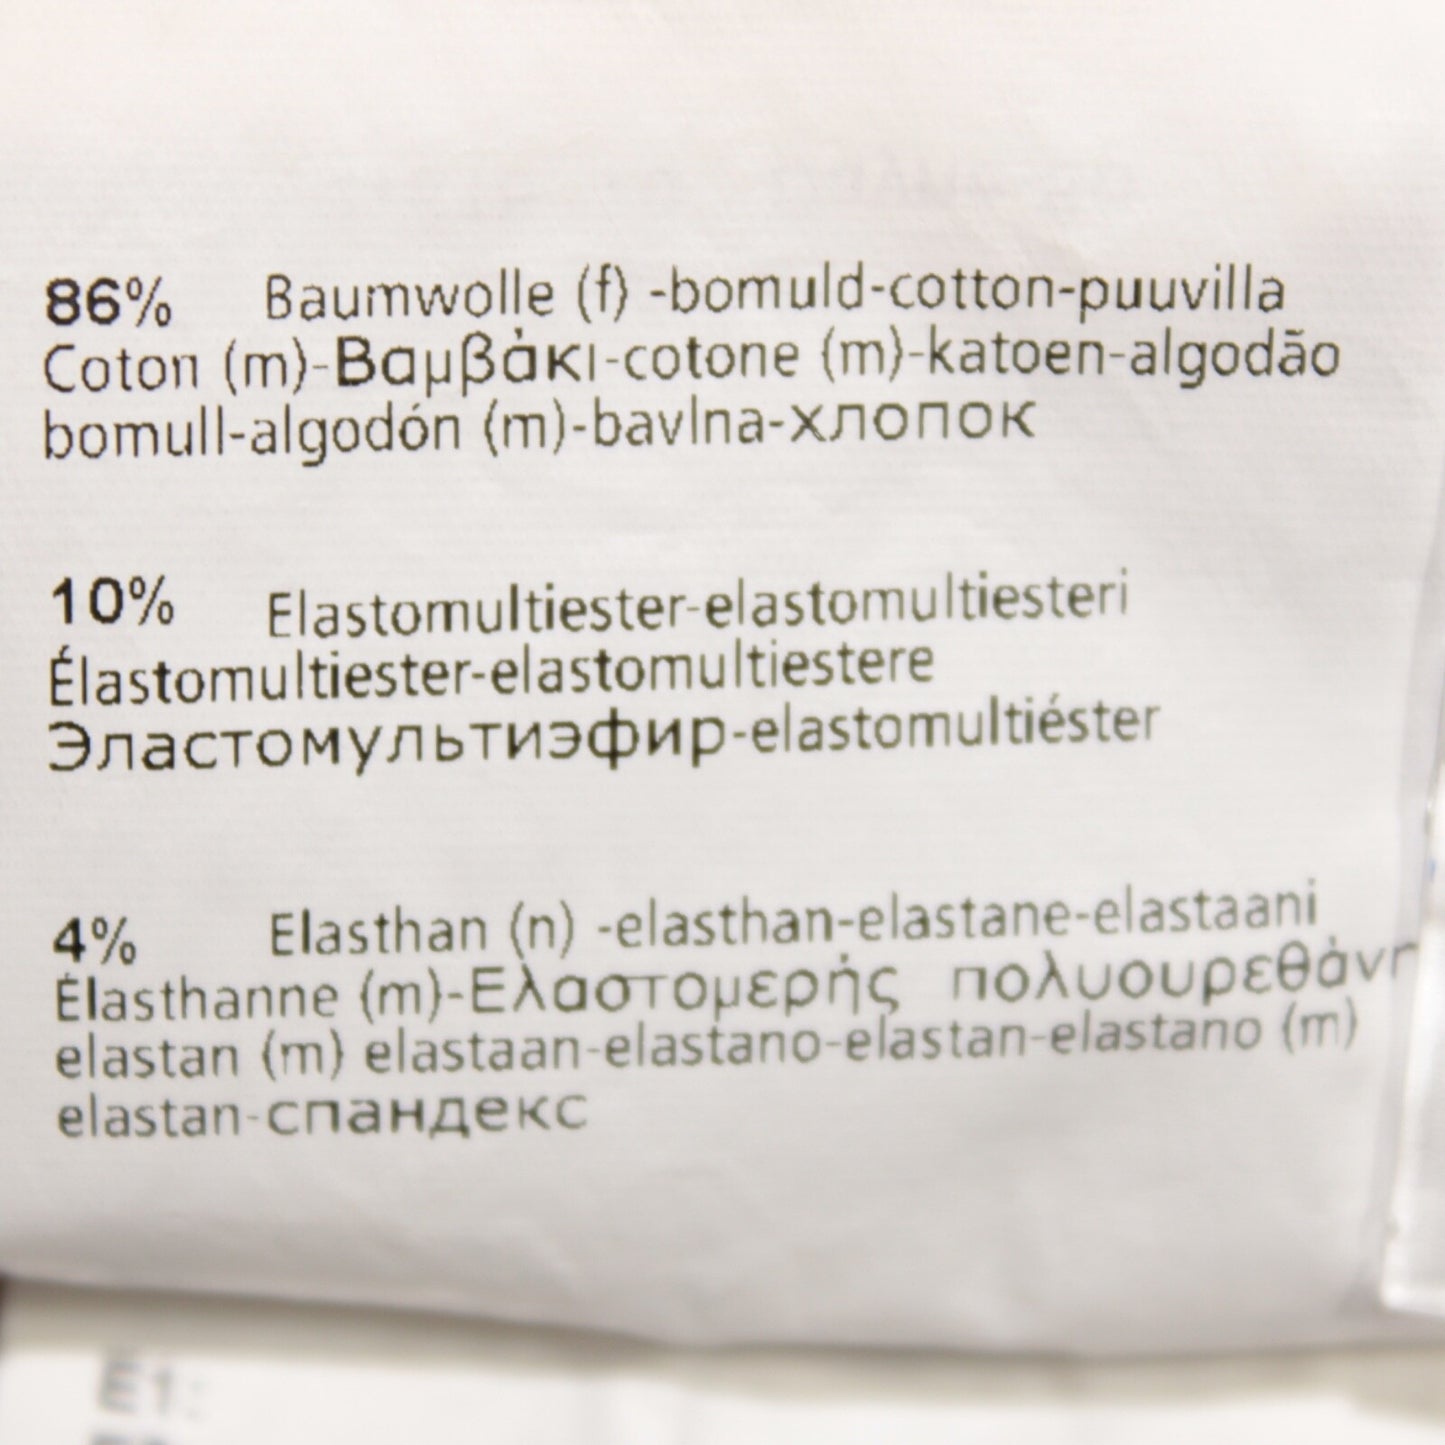 86% Baumwolle (f) -bomuld-cotton-puuvilla
Coton (m)-Βαμβάκι-cotone (m)-katoen-algodão
bomull-algodón (m)-bavlna-хлопок
10% Elastomultiester-elastomultiesteri
Élastomultiester-elastomultiestere
Эластомультиэфир-elastomultiéster
4% Elasthan (n) -elasthan-elastane-elastaani
Élasthanne (m)-Ελαστομερής
elastan (m) elastaan-elastano-elastan-elastano (m)
elastan-спандекс
E1: